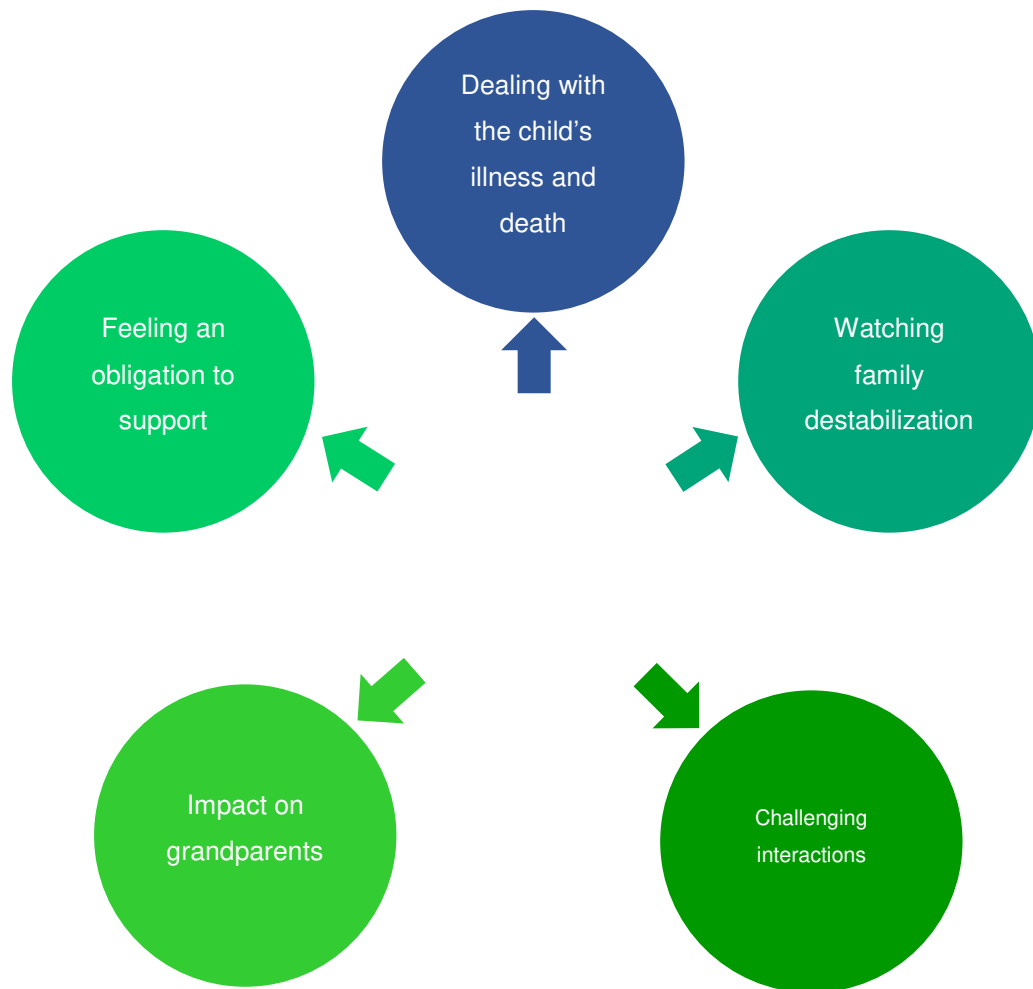 Dealing with
the child’s
illness and
death
Feeling an
obligation to
support
Watching
family
destabilization
Impact on
grandparents
Challenging
interactions